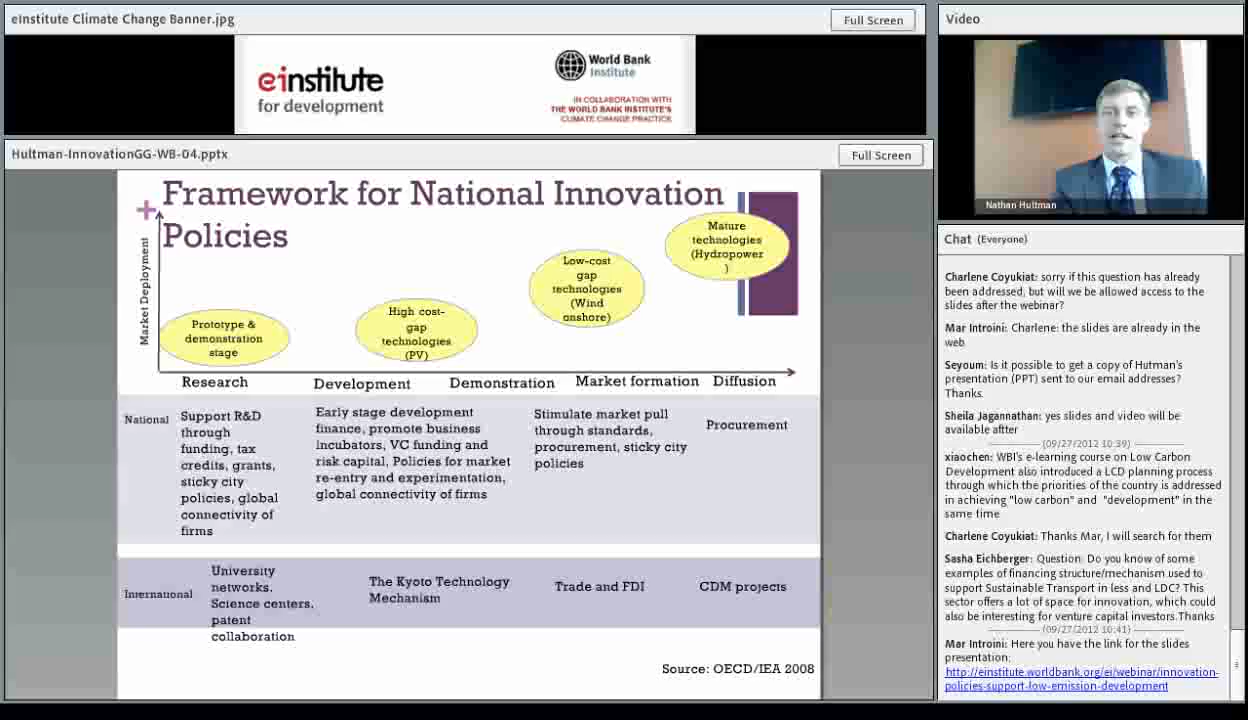 eInstitute Climate Change Banner.jpg
Full Screen
einstitute
for development
World Bank
Institute
IN COLLABORATION WITH
THE WORLD BANK INSTITUTE'S
CLIMATE CHANGE PRACTICE
Hultman-InnovationGG-WB-04.pptx
Full Screen
+
Framework for National Innovation
Policies
Market Deployment
Prototype &
demonstration
stage
High cost-
gap
technologies
(PV)
Low-cost
gap
technologies
(Wind
onshore)
Mature
technologies
(Hydropower
)
Research
Development
Demonstration
Market formation
Diffusion
National
Support R&D
through
funding, tax
credits, grants,
sticky city
policies, global
connectivity of
firms
Early stage development
finance, promote business
incubators, VC funding and
risk capital, Policies for market
re-entry and experimentation,
global connectivity of firms
Stimulate market pull
through standards,
procurement, sticky city
policies
Procurement
International
University
networks.
Science centers.
patent
collaboration
The Kyoto Technology
Mechanism
Trade and FDI
CDM projects
Source: OECD/IEA 2008
Video
Nathan Hultman
Chat (Everyone)
Charlene Coyukiat: sorry if this question has already
been addressed, but will we be allowed access to the
slides after the webinar?
Mar Introini: Charlene: the slides are already in the
web
Seyoum: Is it possible to get a copy of Hutman's
presentation (PPT) sent to our email addresses?
Thanks.
Sheila Jagannathan: yes slides and video will be
available after
(09/27/2012 10:39)
xiaochen: WBI's e-learning course on Low Carbon
Development also introduced a LCD planning process
through which the priorities of the country is addressed
in achieving "low carbon" and "development" in the
same time
Charlene Coyukiat: Thanks Mar, I will search for them
Sasha Eichberger: Question: Do you know of some
examples of financing structure/mechanism used to
support Sustainable Transport in less and LDC? This
sector offers a lot of space for innovation, which could
also be interesting for venture capital investors.Thanks
(09/27/2012 10:41)
Mar Introini: Here you have the link for the slides
presentation:
http://einstitute.worldbank.org/ei/webinar/innovation-
policies-support-low-emission-development